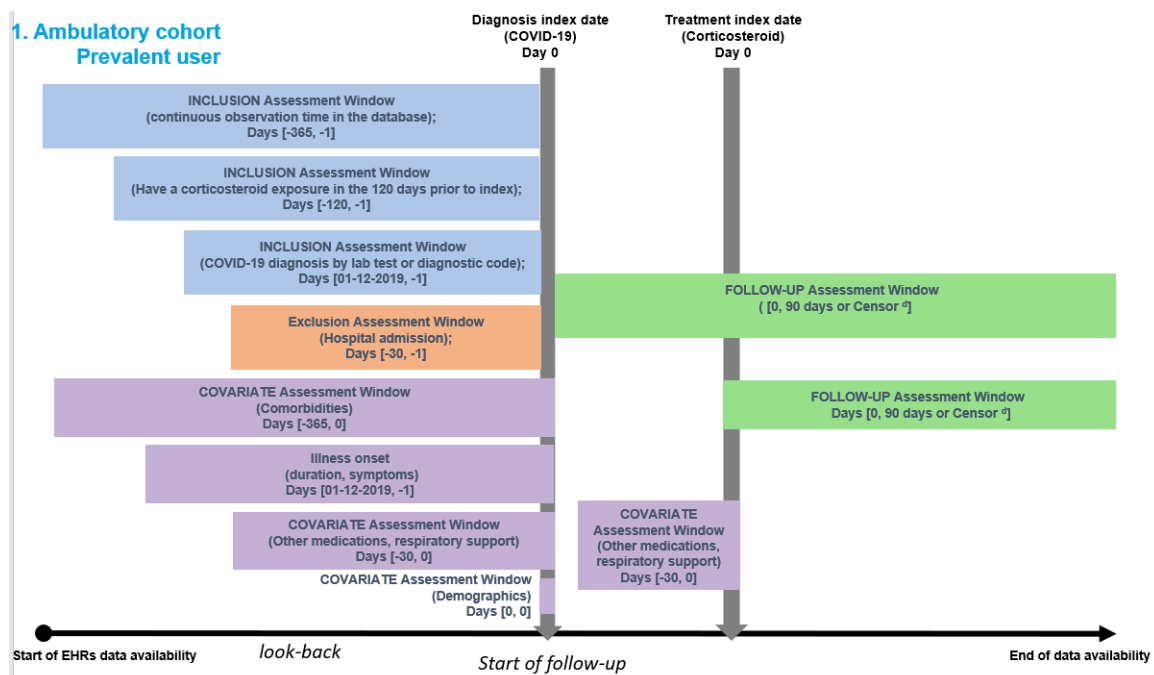 1. Ambulatory cohort
Prevalent user
Diagnosis index date
(COVID-19)
Day 0
Treatment index date
(Corticosteroid)
Day 0
INCLUSION Assessment Window
(continuous observation time in the database);
Days [-365, -1]
INCLUSION Assessment Window
(Have a corticosteroid exposure in the 120 days prior to index);
Days [-120, -1]
INCLUSION Assessment Window
(COVID-19 diagnosis by lab test or diagnostic code);
Days [01-12-2019, -1]
FOLLOW-UP Assessment Window
( [0, 90 days or Censor ᵈ]
Exclusion Assessment Window
(Hospital admission);
Days [-30, -1]
COVARIATE Assessment Window
(Comorbidities)
Days [-365, 0]
FOLLOW-UP Assessment Window
Days [0, 90 days or Censor ᵈ]
Illness onset
(duration, symptoms)
Days [01-12-2019, -1]
COVARIATE Assessment Window
(Other medications, respiratory support)
Days [-30, 0]
COVARIATE
Assessment Window
(Other medications,
respiratory support)
Days [-30, 0]
COVARIATE Assessment Window
(Demographics)
Days [0, 0]
Start of EHRs data availability
look-back
Start of follow-up
End of data availability